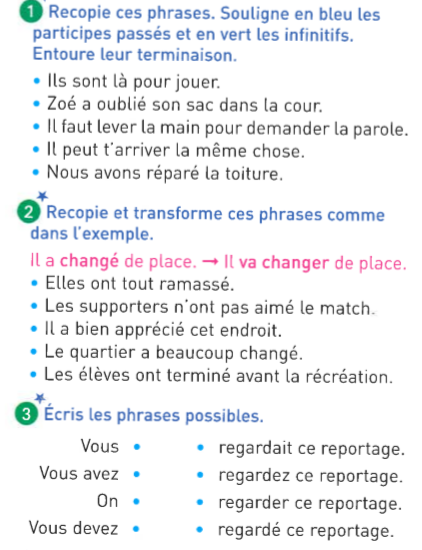 1 Recopie ces phrases. Souligne en bleu les
participes passés et en vert les infinitifs.
Entoure leur terminaison.
• Ils sont là pour jouer.
• Zoé a oublié son sac dans la cour.
• Il faut lever la main pour demander la parole.
• Il peut t'arriver la même chose.
• Nous avons réparé la toiture.
2 Recopie et transforme ces phrases comme
dans l'exemple.
Il a changé de place. → Il va changer de place.
• Elles ont tout ramassé.
• Les supporters n'ont pas aimé le match.
• Il a bien apprécié cet endroit.
• Le quartier a beaucoup changé.
• Les élèves ont terminé avant la récréation.
3 Écris les phrases possibles.
Vous • • regardait ce reportage.
Vous avez • • regardez ce reportage.
On • • regarder ce reportage.
Vous devez • • regardé ce reportage.